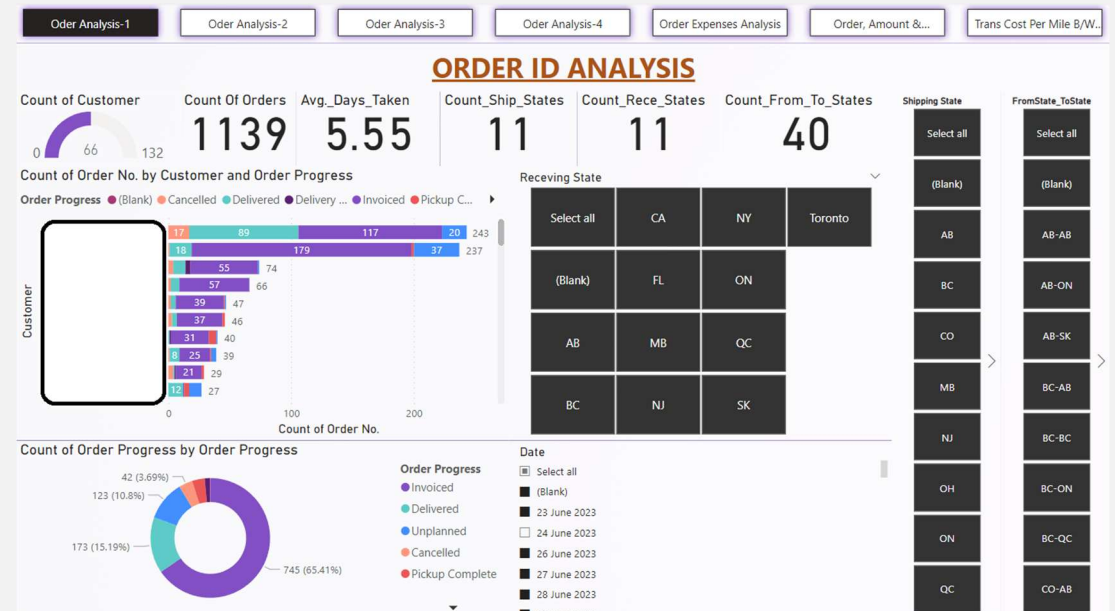 Oder Analysis-1 Oder Analysis-2 Oder Analysis-3 Oder Analysis-4 Order Expenses Analysis Order, Amount &... Trans Cost Per Mile B/W...
ORDER ID ANALYSIS
Count of Customer
0 66 132
Count Of Orders
1139
Avg._Days_Taken
5.55
Count_Ship_States
11
Count_Rece_States
11
Count_From_To_States
40
Count of Order No. by Customer and Order Progress
Order Progress (Blank) Cancelled Delivered Delivery ... Invoiced Pickup C...
Customer
17 89 117 20 243
18 179 37 237
55 74
57 66
39 47
37 46
31 40
8 25 39
21 29
12 27
0 100 200
Count of Order No.
Receving State
Select all CA NY Toronto
(Blank) FL ON
AB MB QC
BC NJ SK
Shipping State
Select all
(Blank)
AB
BC
CO
MB
NJ
OH
ON
QC
FromState_ToState
Select all
(Blank)
AB-AB
AB-ON
AB-SK
BC-AB
BC-BC
BC-ON
BC-QC
CO-AB
Count of Order Progress by Order Progress
42 (3.69%)
123 (10.8%)
173 (15.19%)
745 (65.41%)
Order Progress
Invoiced
Delivered
Unplanned
Cancelled
Pickup Complete
Date
Select all
(Blank)
23 June 2023
24 June 2023
26 June 2023
27 June 2023
28 June 2023